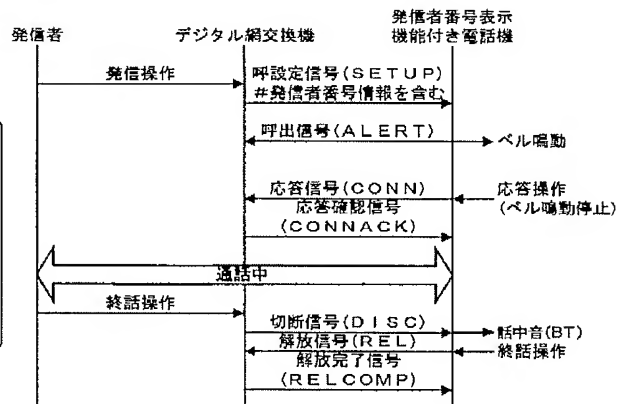 発信者
デジタル網交換機
発信者番号表示
機能付き電話機
発信操作
呼設定信号(SETUP)
#発信者番号情報を含む
呼出信号(ALERT)
ベル鳴動
応答信号(CONN)
応答操作
(ベル鳴動停止)
応答確認信号
(CONNACK)
通話中
終話操作
切断信号(DISC)
話中音(BT)
解放信号(REL)
終話操作
解放完了信号
(RELCOMP)